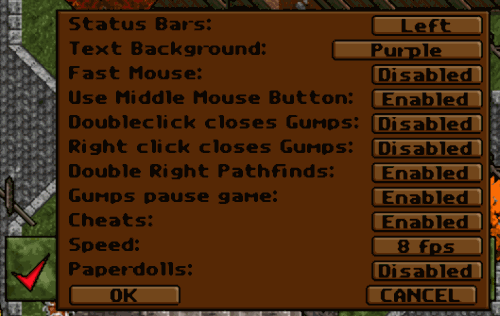 Status Bars: Left
Text Background: Purple
Fast Mouse: Disabled
Use Middle Mouse Button: Enabled
Doubleclick closes Gumps: Disabled
Right click closes Gumps: Disabled
Double Right Pathfinds: Enabled
Gumps pause game: Enabled
Cheats: Enabled
Speed: 8 fps
Paperdolls: Disabled
OK CANCEL